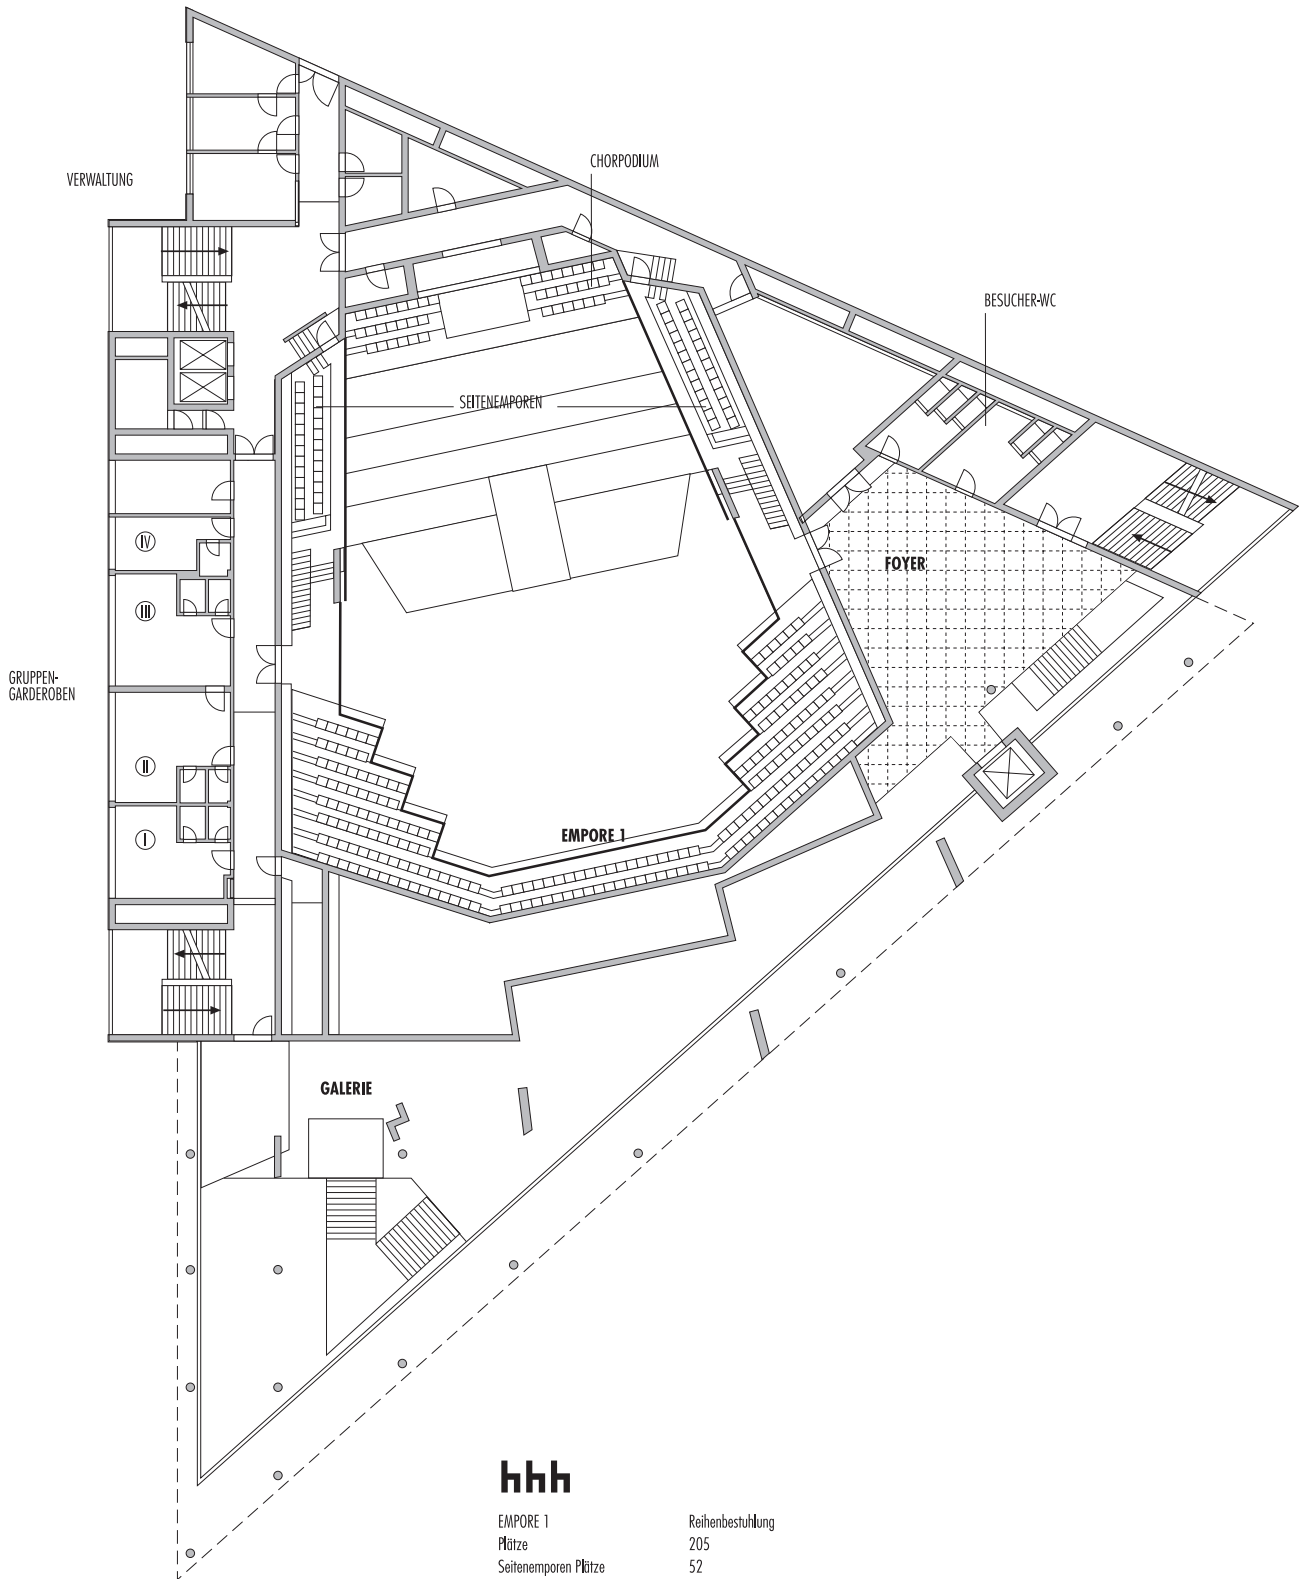 CHORPODIUM
VERWALTUNG
BESUCHER-WC
SEITENEMPOREN
IV
FOYER
III
GRUPPEN-
GARDEROBEN
II
EMPORE 1
I
GALERIE
hhh
EMPORE 1 Reihenbestuhlung
Plätze 205
Seitenemporen Plätze 52